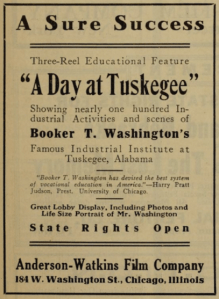 A Sure Success
Three-Reel Educational Feature
"A Day at Tuskegee"
Showing nearly one hundred In-
dustrial Activities and scenes of
Booker T. Washington's
Famous Industrial Institute at
Tuskegee, Alabama
"Booker T. Washington has devised the best system
of vocational education in America."—Harry Pratt
Judson, Prest. University of Chicago.
Great Lobby Display, Including Photos and
Life Size Portrait of Mr. Washington
State Rights Open
Anderson-Watkins Film Company
184 W. Washington St., Chicago, Illinois